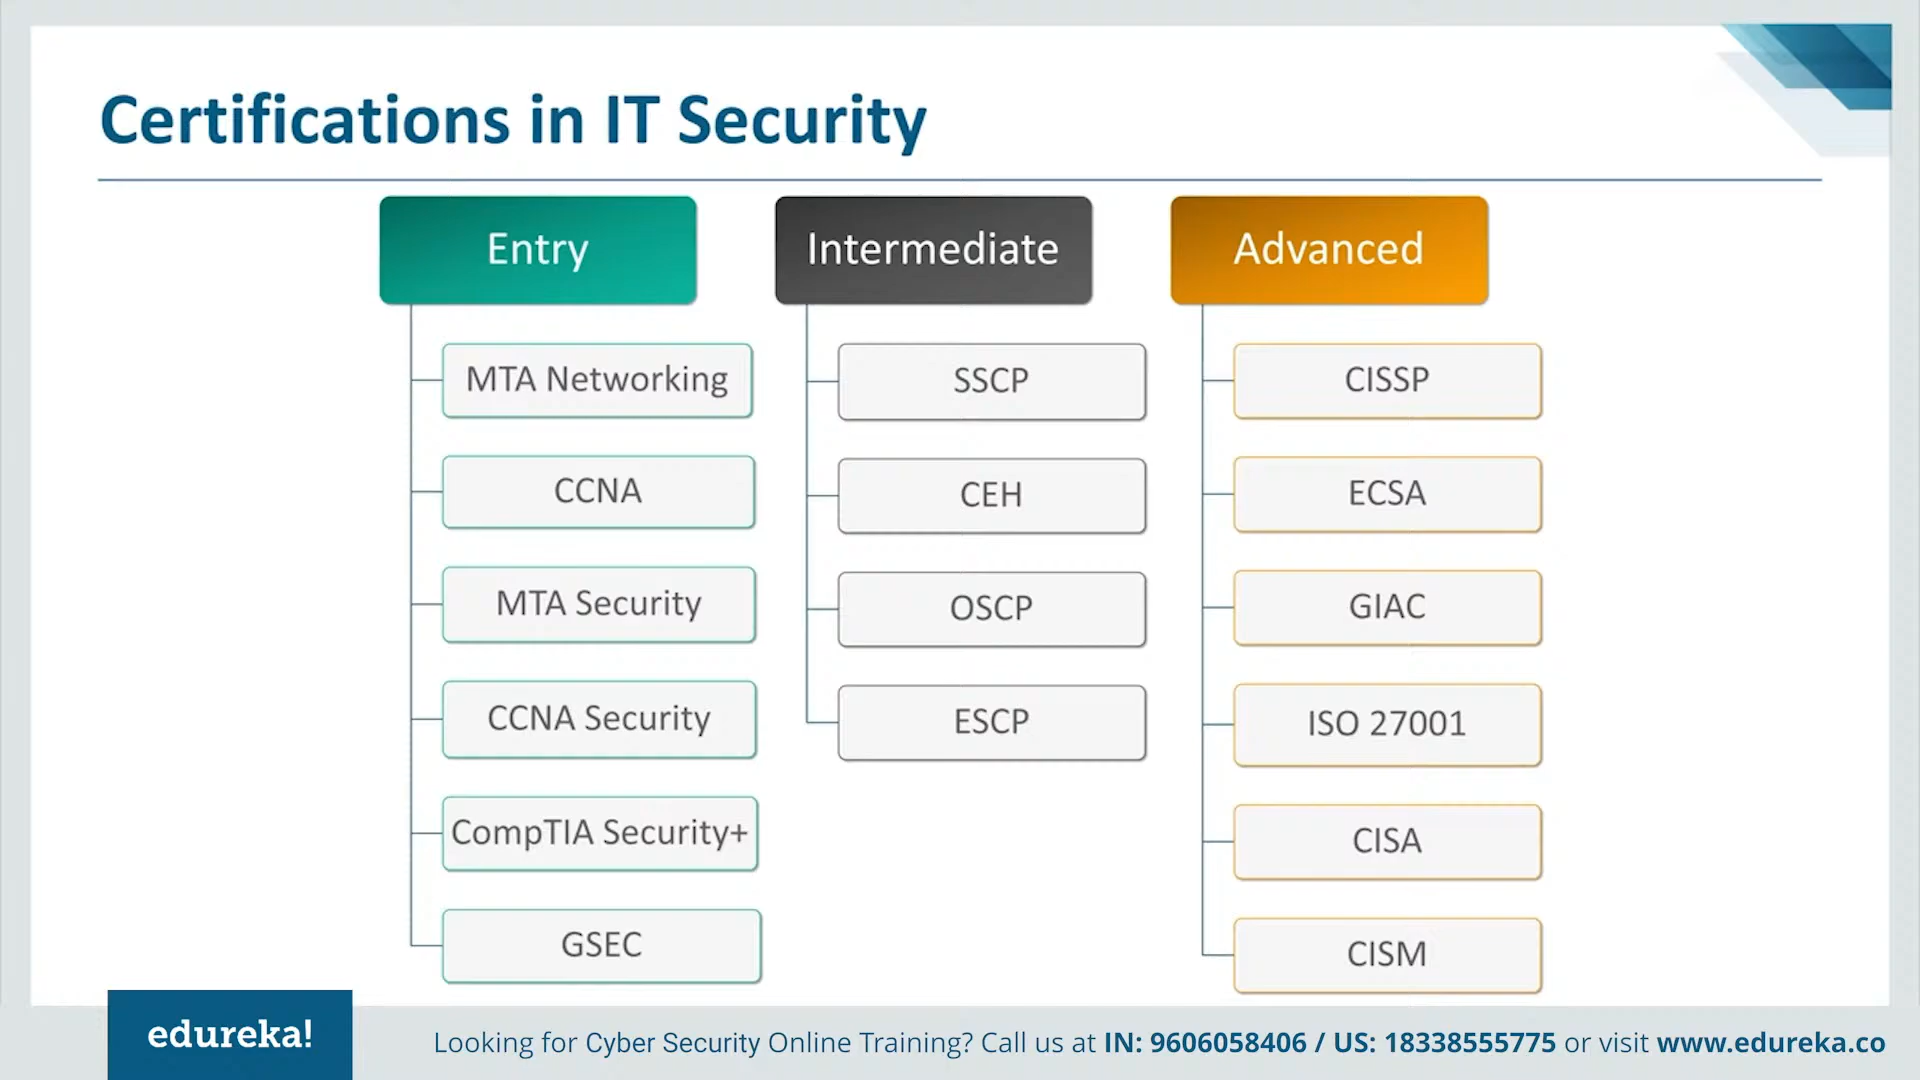 Certifications in IT Security
Entry
MTA Networking
CCNA
MTA Security
CCNA Security
CompTIA Security+
GSEC
Intermediate
SSCP
CEH
OSCP
ESCP
Advanced
CISSP
ECSA
GIAC
ISO 27001
CISA
CISM
edureka!
Looking for Cyber Security Online Training? Call us at IN: 9606058406 / US: 18338555775 or visit www.edureka.co